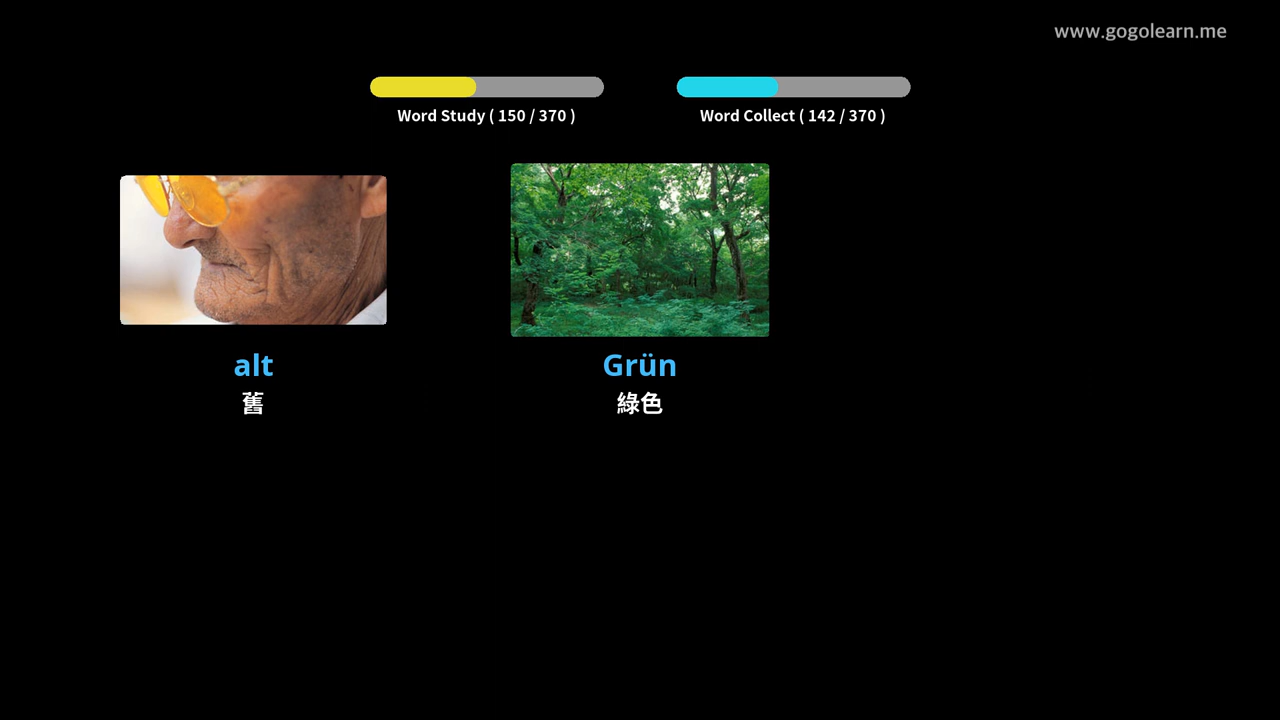 www.gogolearn.me
Word Study ( 150 / 370 )
Word Collect ( 142 / 370 )
alt
舊
Grün
綠色